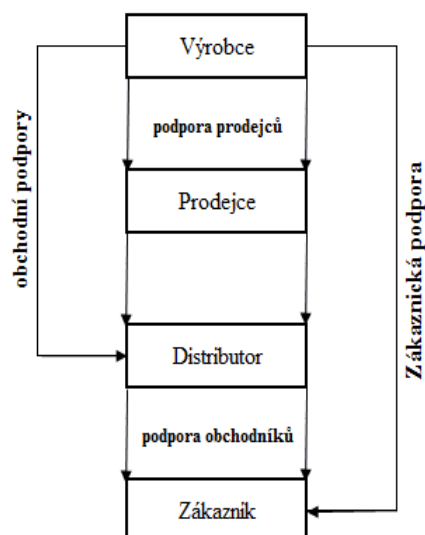 Výrobce
podpora prodejců
obchodní podpory
Zákaznická podpora
Prodejce
Distributor
podpora obchodníků
Zákazník